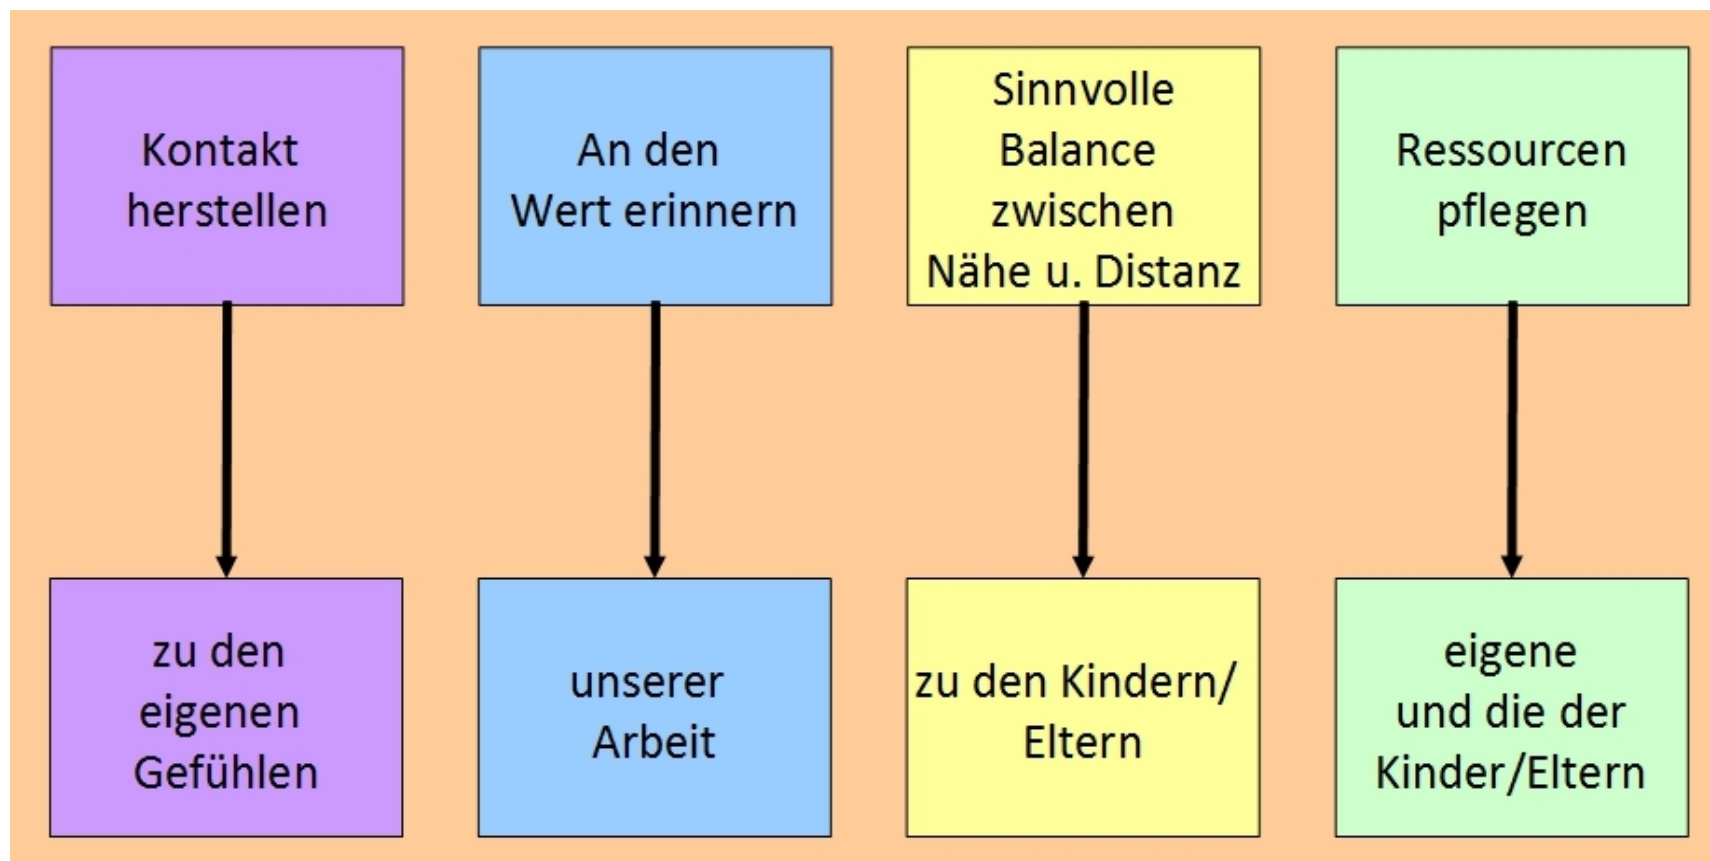 Kontakt
herstellen
An den
Wert erinnern
Sinnvolle
Balance
zwischen
Nähe u. Distanz
Ressourcen
pflegen
zu den
eigenen
Gefühlen
unserer
Arbeit
zu den Kindern/
Eltern
eigene
und die der
Kinder/Eltern